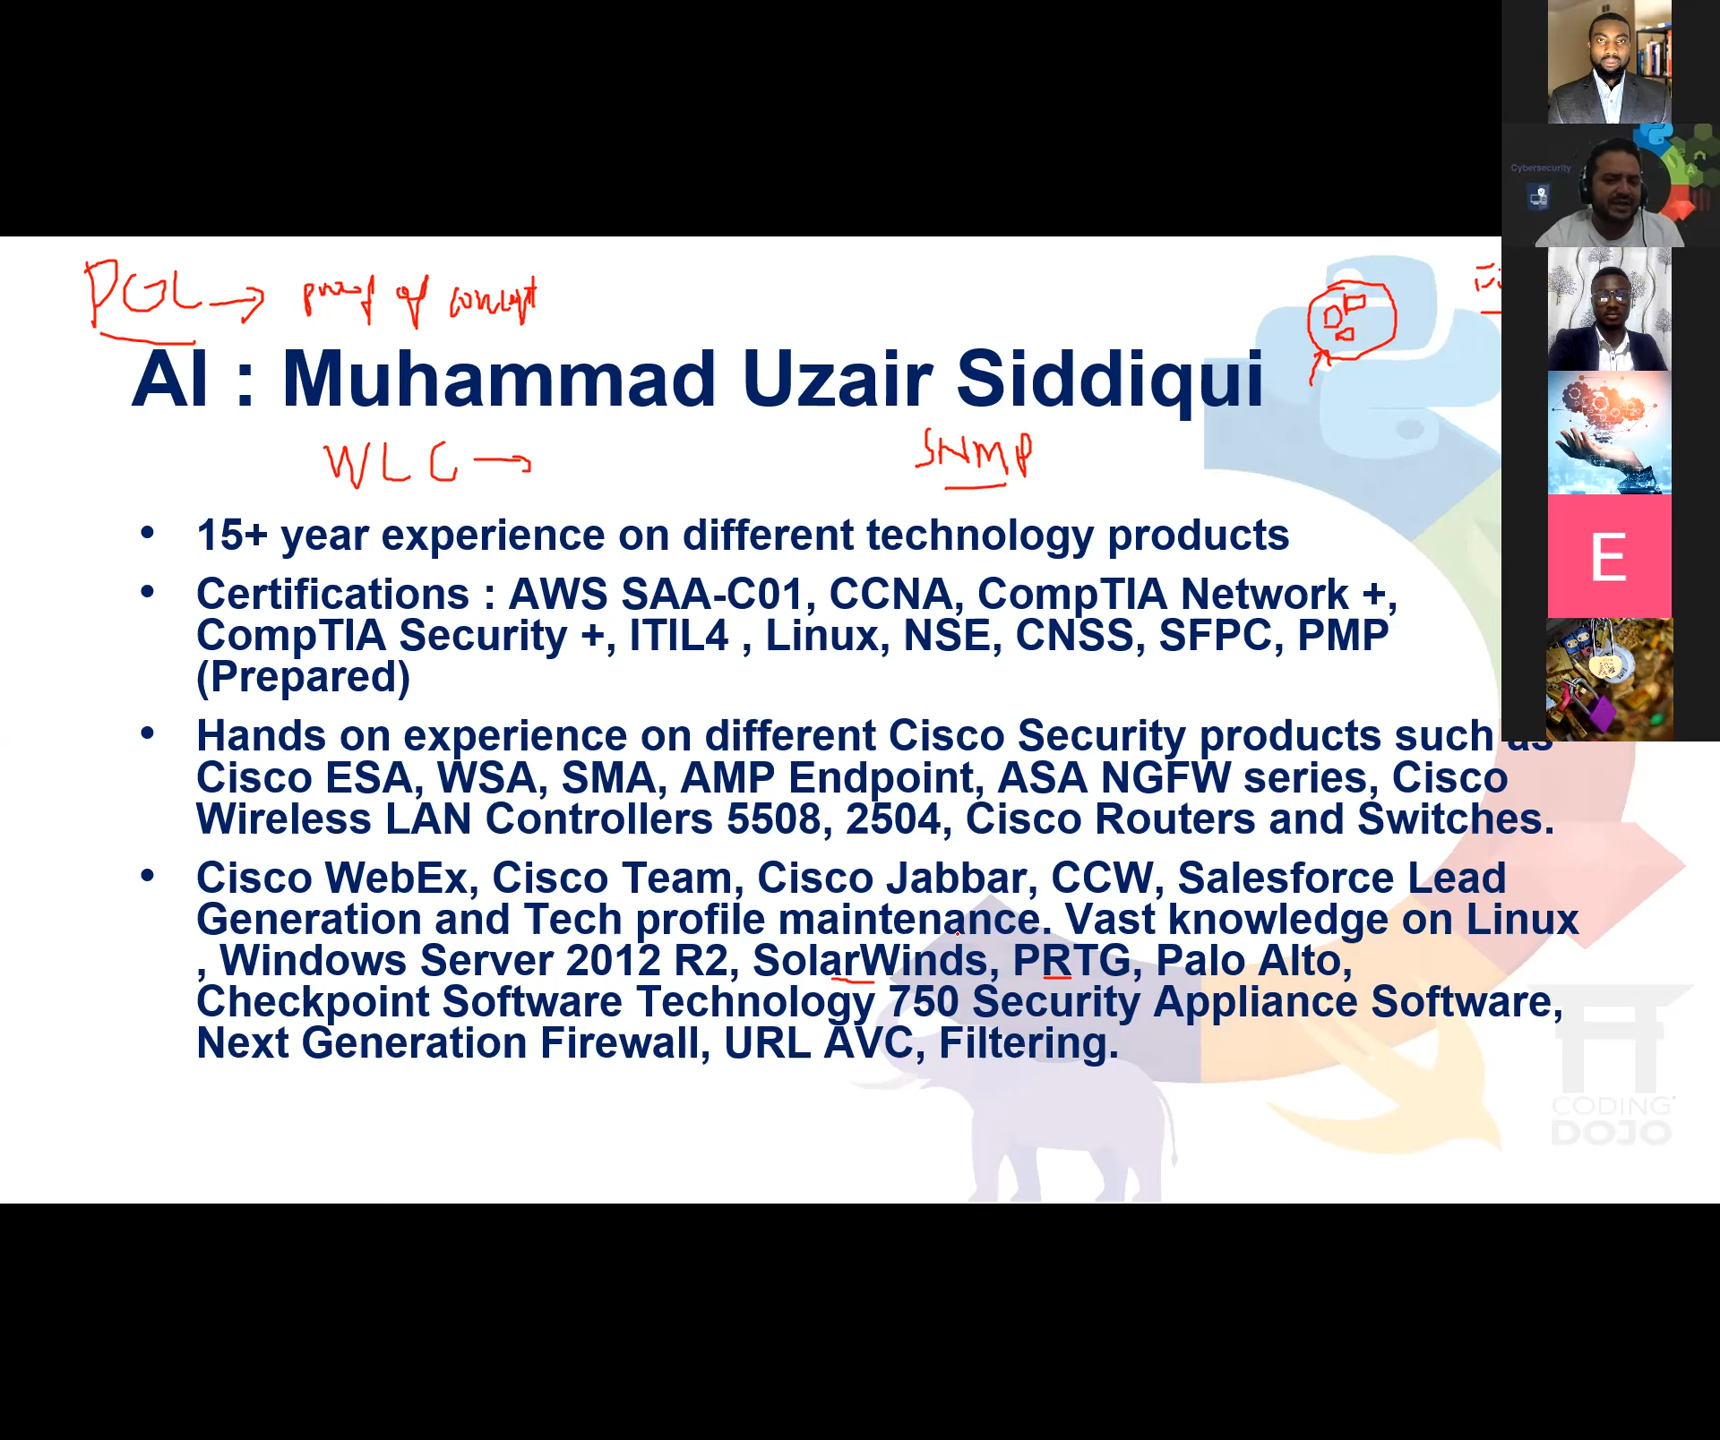 Cybersecurity
POC → proof of concept
AI : Muhammad Uzair Siddiqui
WLC → SNMP
• 15+ year experience on different technology products
• Certifications : AWS SAA-C01, CCNA, CompTIA Network +,
CompTIA Security +, ITIL4 , Linux, NSE, CNSS, SFPC, PMP
(Prepared)
• Hands on experience on different Cisco Security products such as
Cisco ESA, WSA, SMA, AMP Endpoint, ASA NGFW series, Cisco
Wireless LAN Controllers 5508, 2504, Cisco Routers and Switches.
• Cisco WebEx, Cisco Team, Cisco Jabbar, CCW, Salesforce Lead
Generation and Tech profile maintenance. Vast knowledge on Linux
, Windows Server 2012 R2, SolarWinds, PRTG, Palo Alto,
Checkpoint Software Technology 750 Security Appliance Software,
Next Generation Firewall, URL AVC, Filtering.
E
CODING
DOJO